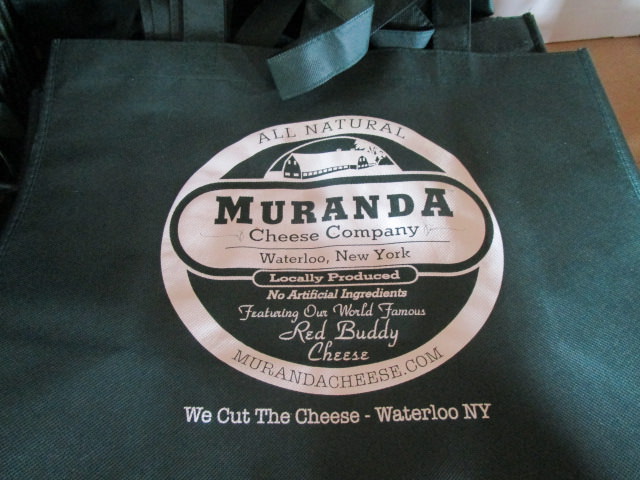 ALL NATURAL
MURANDA
Cheese Company
Waterloo, New York
Locally Produced
No Artificial Ingredients
Featuring Our World Famous
Red Buddy
Cheese
MURANDACHEESE.COM
We Cut The Cheese - Waterloo NY